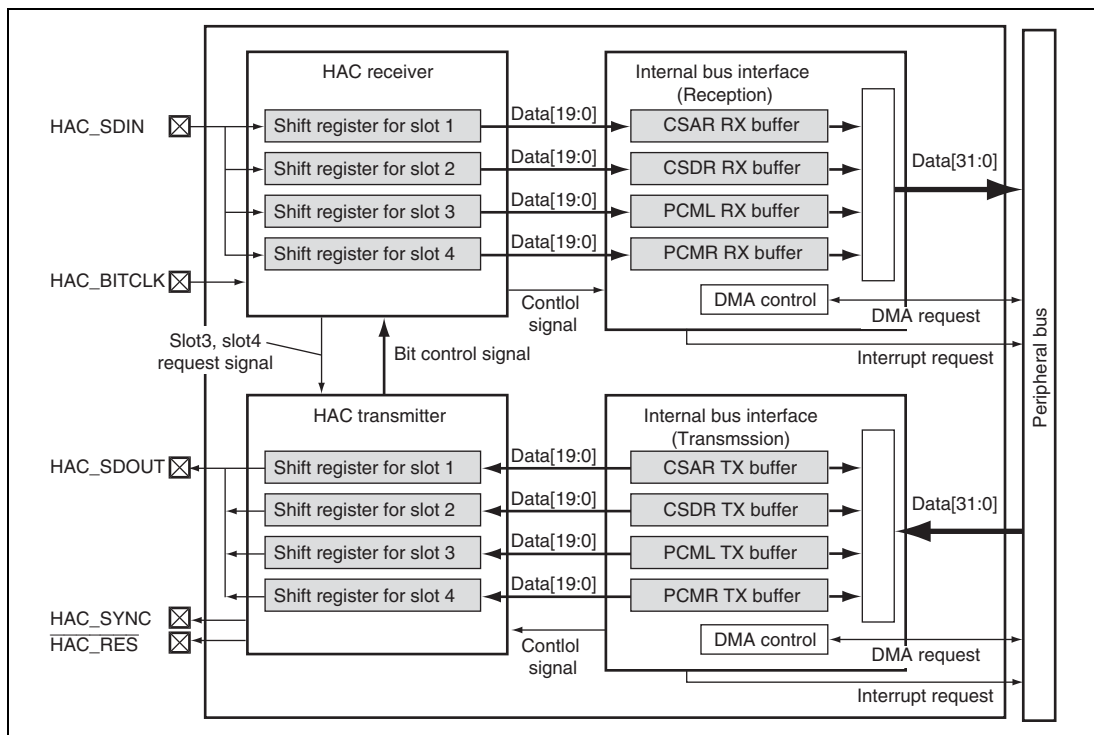 HAC receiver
Internal bus interface
(Reception)
HAC_SDIN
Shift register for slot 1
Data[19:0]
CSAR RX buffer
Shift register for slot 2
Data[19:0]
CSDR RX buffer
Data[31:0]
Shift register for slot 3
Data[19:0]
PCML RX buffer
Shift register for slot 4
Data[19:0]
PCMR RX buffer
HAC_BITCLK
Contlol
signal
DMA control
DMA request
Slot3, slot4
request signal
Bit control signal
Interrupt request
Peripheral bus
HAC transmitter
Internal bus interface
(Transmssion)
HAC_SDOUT
Shift register for slot 1
Data[19:0]
CSAR TX buffer
Shift register for slot 2
Data[19:0]
CSDR TX buffer
Data[31:0]
Shift register for slot 3
Data[19:0]
PCML TX buffer
Shift register for slot 4
Data[19:0]
PCMR TX buffer
HAC_SYNC
HAC_RES
Contlol
signal
DMA control
DMA request
Interrupt request